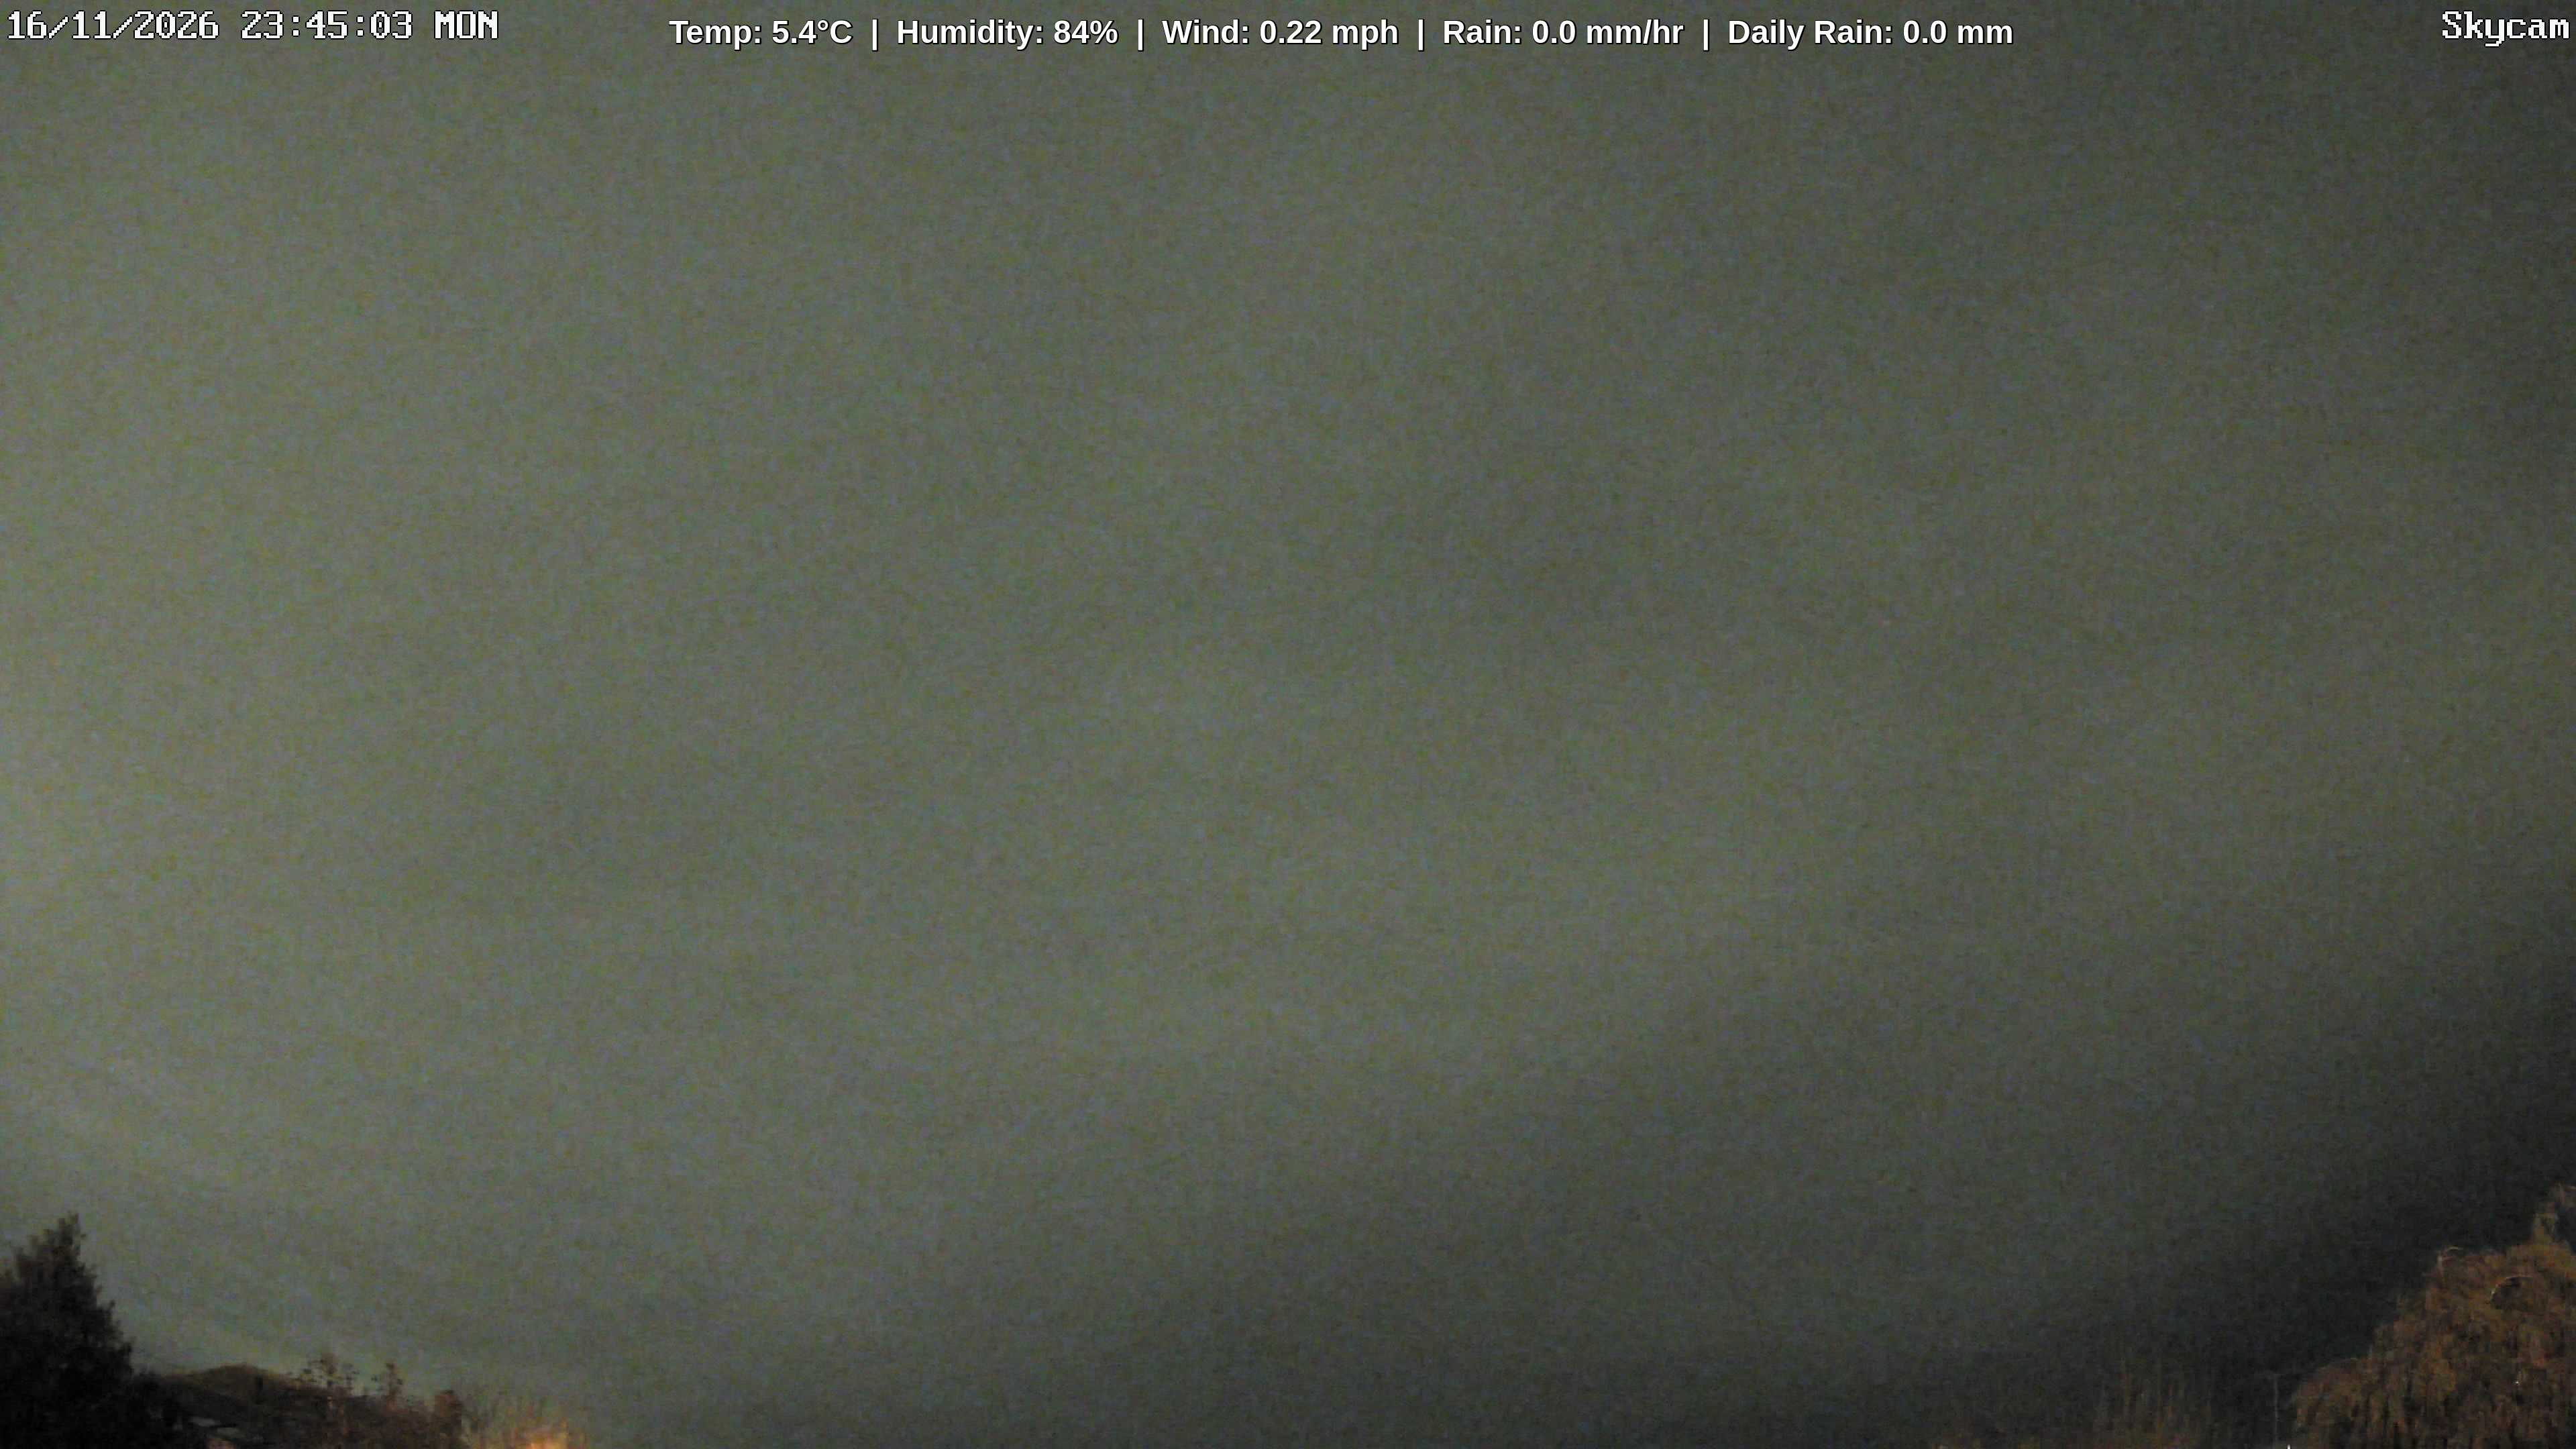 16/11/2026 23:45:03 MON
Temp: 5.4°C | Humidity: 84% | Wind: 0.22 mph | Rain: 0.0 mm/hr | Daily Rain: 0.0 mm
Skycam